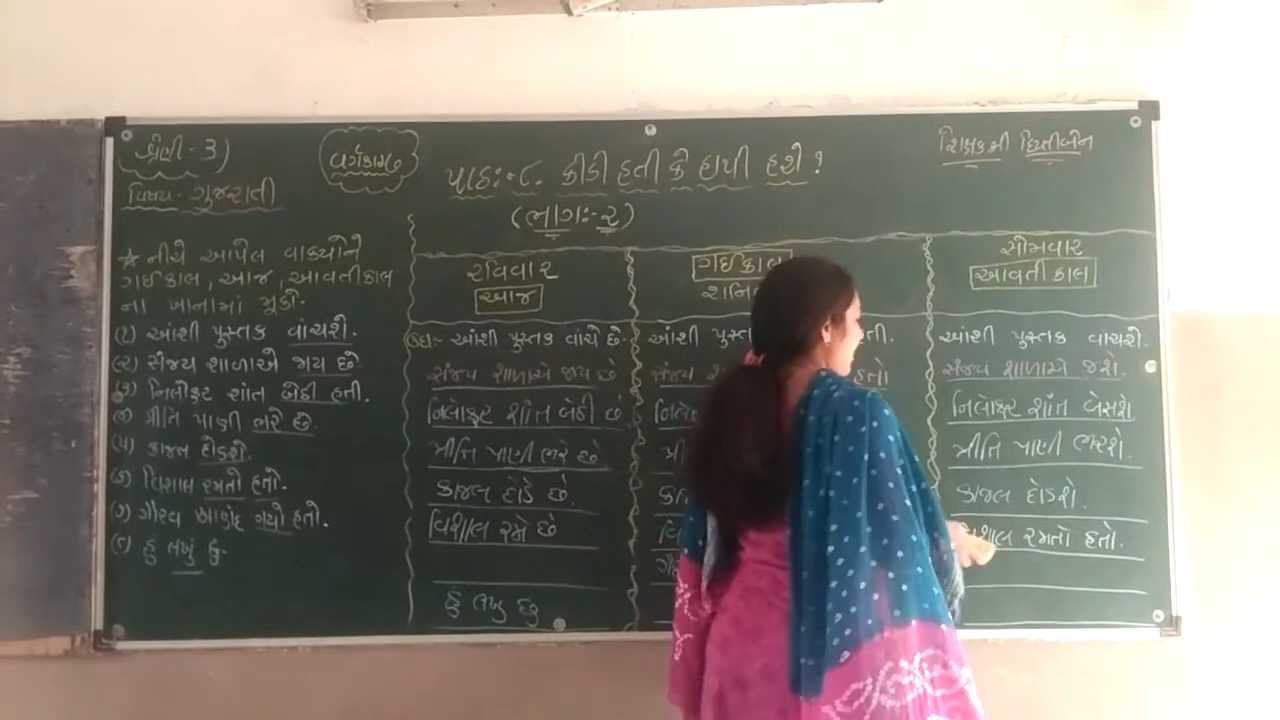 શ્રેણી - 3)
વર્ગકામ
પાઠ:-૮. કીડી હતી કે હાથી હશે ?
(ભાગ:-૨)
શિક્ષકશ્રી
વિષય - ગુજરાતી
☆ નીચે આપેલ વાક્યોને
ગઈકાલ, આજ, આવતીકાલ
ના ખાનામાં મૂકો.
(૧) આંશી પુસ્તક વાંચશે.
(૨) સંજય શાળાએ જાય છે.
(૩) નિલોફર શાંત બેઠી હતી.
(૪) પ્રીતિ પાણી ભરે છે.
(૫) કાજલ દોડશે.
(૬) વિશાલ રમતો હતો.
(૭) ગૌરવ આણંદ ગયો હતો.
(૮) હું લખું છું.
રવિવાર
આજ
ઉદા:- આંશી પુસ્તક વાંચે છે.
સંજય શાળાએ જાય છે
નિલોફર શાંત બેઠી છે
પ્રીતિ પાણી ભરે છે
કાજલ દોડે છે.
વિશાલ રમે છે
હું લખુ છુ
ગઈકાલ
આંશી
સંજય
હતો
સોમવાર
આવતીકાલ
આંશી પુસ્તક વાચશે.
સંજય શાળાએ જશે.
નિલોફર શાંત બેસશે
પ્રીતિ પાણી ભરશે.
કાજલ દોડશે.
રમતો હતો.